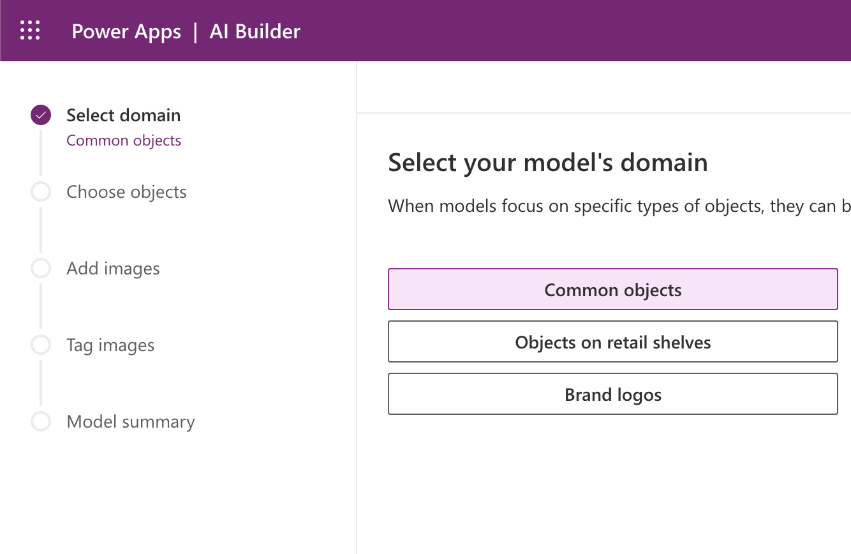 Power Apps | AI Builder
Select domain
Common objects
Choose objects
Add images
Tag images
Model summary
Select your model's domain
When models focus on specific types of objects, they can b
Common objects
Objects on retail shelves
Brand logos